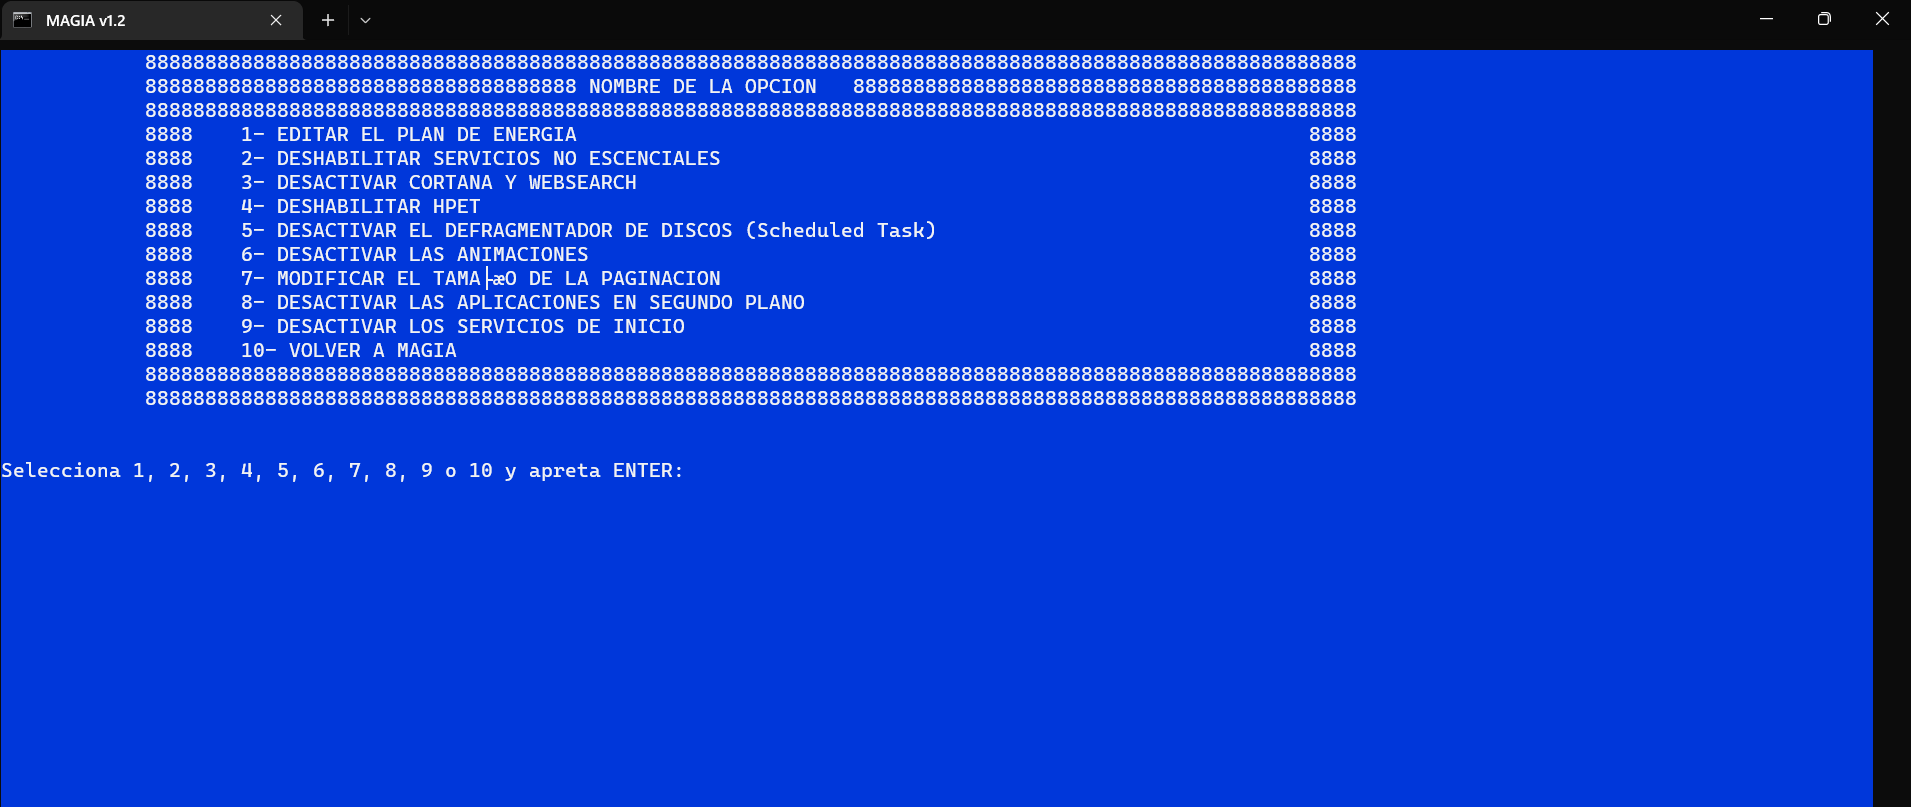 MAGIA v1.2
88888888888888888888888888888888888888888888888888888888888888888888888888888888888888888888888888888
888888888888888888888888888888888888 NOMBRE DE LA OPCION   888888888888888888888888888888888888888888
88888888888888888888888888888888888888888888888888888888888888888888888888888888888888888888888888888
8888    1- EDITAR EL PLAN DE ENERGIA                                                             8888
8888    2- DESHABILITAR SERVICIOS NO ESCENCIALES                                                 8888
8888    3- DESACTIVAR CORTANA Y WEBSEARCH                                                        8888
8888    4- DESHABILITAR HPET                                                                     8888
8888    5- DESACTIVAR EL DEFRAGMENTADOR DE DISCOS (Scheduled Task)                               8888
8888    6- DESACTIVAR LAS ANIMACIONES                                                            8888
8888    7- MODIFICAR EL TAMA├æO DE LA PAGINACION                                                 8888
8888    8- DESACTIVAR LAS APLICACIONES EN SEGUNDO PLANO                                          8888
8888    9- DESACTIVAR LOS SERVICIOS DE INICIO                                                    8888
8888    10- VOLVER A MAGIA                                                                       8888
88888888888888888888888888888888888888888888888888888888888888888888888888888888888888888888888888888
88888888888888888888888888888888888888888888888888888888888888888888888888888888888888888888888888888
Selecciona 1, 2, 3, 4, 5, 6, 7, 8, 9 o 10 y apreta ENTER: